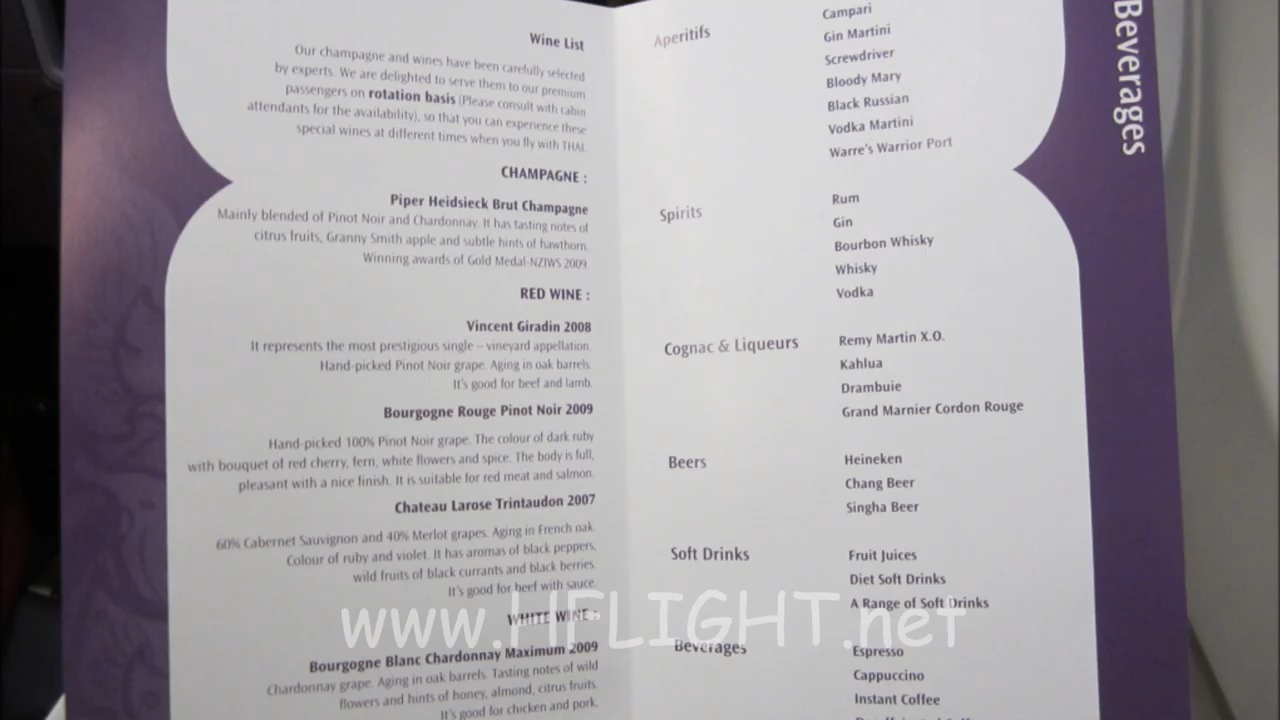 Wine List
Our champagne and wines have been carefully selected
by experts. We are delighted to serve them to our premium
passengers on rotation basis (Please consult with cabin
attendants for the availability), so that you can experience these
special wines at different times when you fly with THAI.
CHAMPAGNE :
Piper Heidsieck Brut Champagne
Mainly blended of Pinot Noir and Chardonnay. It has tasting notes of
citrus fruits, Granny Smith apple and subtle hints of hawthorn.
Winning awards of Gold Medal-NZIWS 2009.
RED WINE :
Vincent Giradin 2008
It represents the most prestigious single – vineyard appellation.
Hand-picked Pinot Noir grape. Aging in oak barrels.
It's good for beef and lamb.
Bourgogne Rouge Pinot Noir 2009
Hand-picked 100% Pinot Noir grape. The colour of dark ruby
with bouquet of red cherry, fern, white flowers and spice. The body is full,
pleasant with a nice finish. It is suitable for red meat and salmon.
Chateau Larose Trintaudon 2007
60% Cabernet Sauvignon and 40% Merlot grapes. Aging in French oak.
Colour of ruby and violet. It has aromas of black peppers,
wild fruits of black currants and black berries.
It's good for beef with sauce.
WHITE WINE :
Bourgogne Blanc Chardonnay Maximum 2009
Chardonnay grape. Aging in oak barrels. Tasting notes of wild
flowers and hints of honey, almond, citrus fruits.
It's good for chicken and pork.
Beverages
Aperitifs
Campari
Gin Martini
Screwdriver
Bloody Mary
Black Russian
Vodka Martini
Warre's Warrior Port
Spirits
Rum
Gin
Bourbon Whisky
Whisky
Vodka
Cognac & Liqueurs
Remy Martin X.O.
Kahlua
Drambuie
Grand Marnier Cordon Rouge
Beers
Heineken
Chang Beer
Singha Beer
Soft Drinks
Fruit Juices
Diet Soft Drinks
A Range of Soft Drinks
Beverages
Espresso
Cappuccino
Instant Coffee
www.HFLIGHT.net